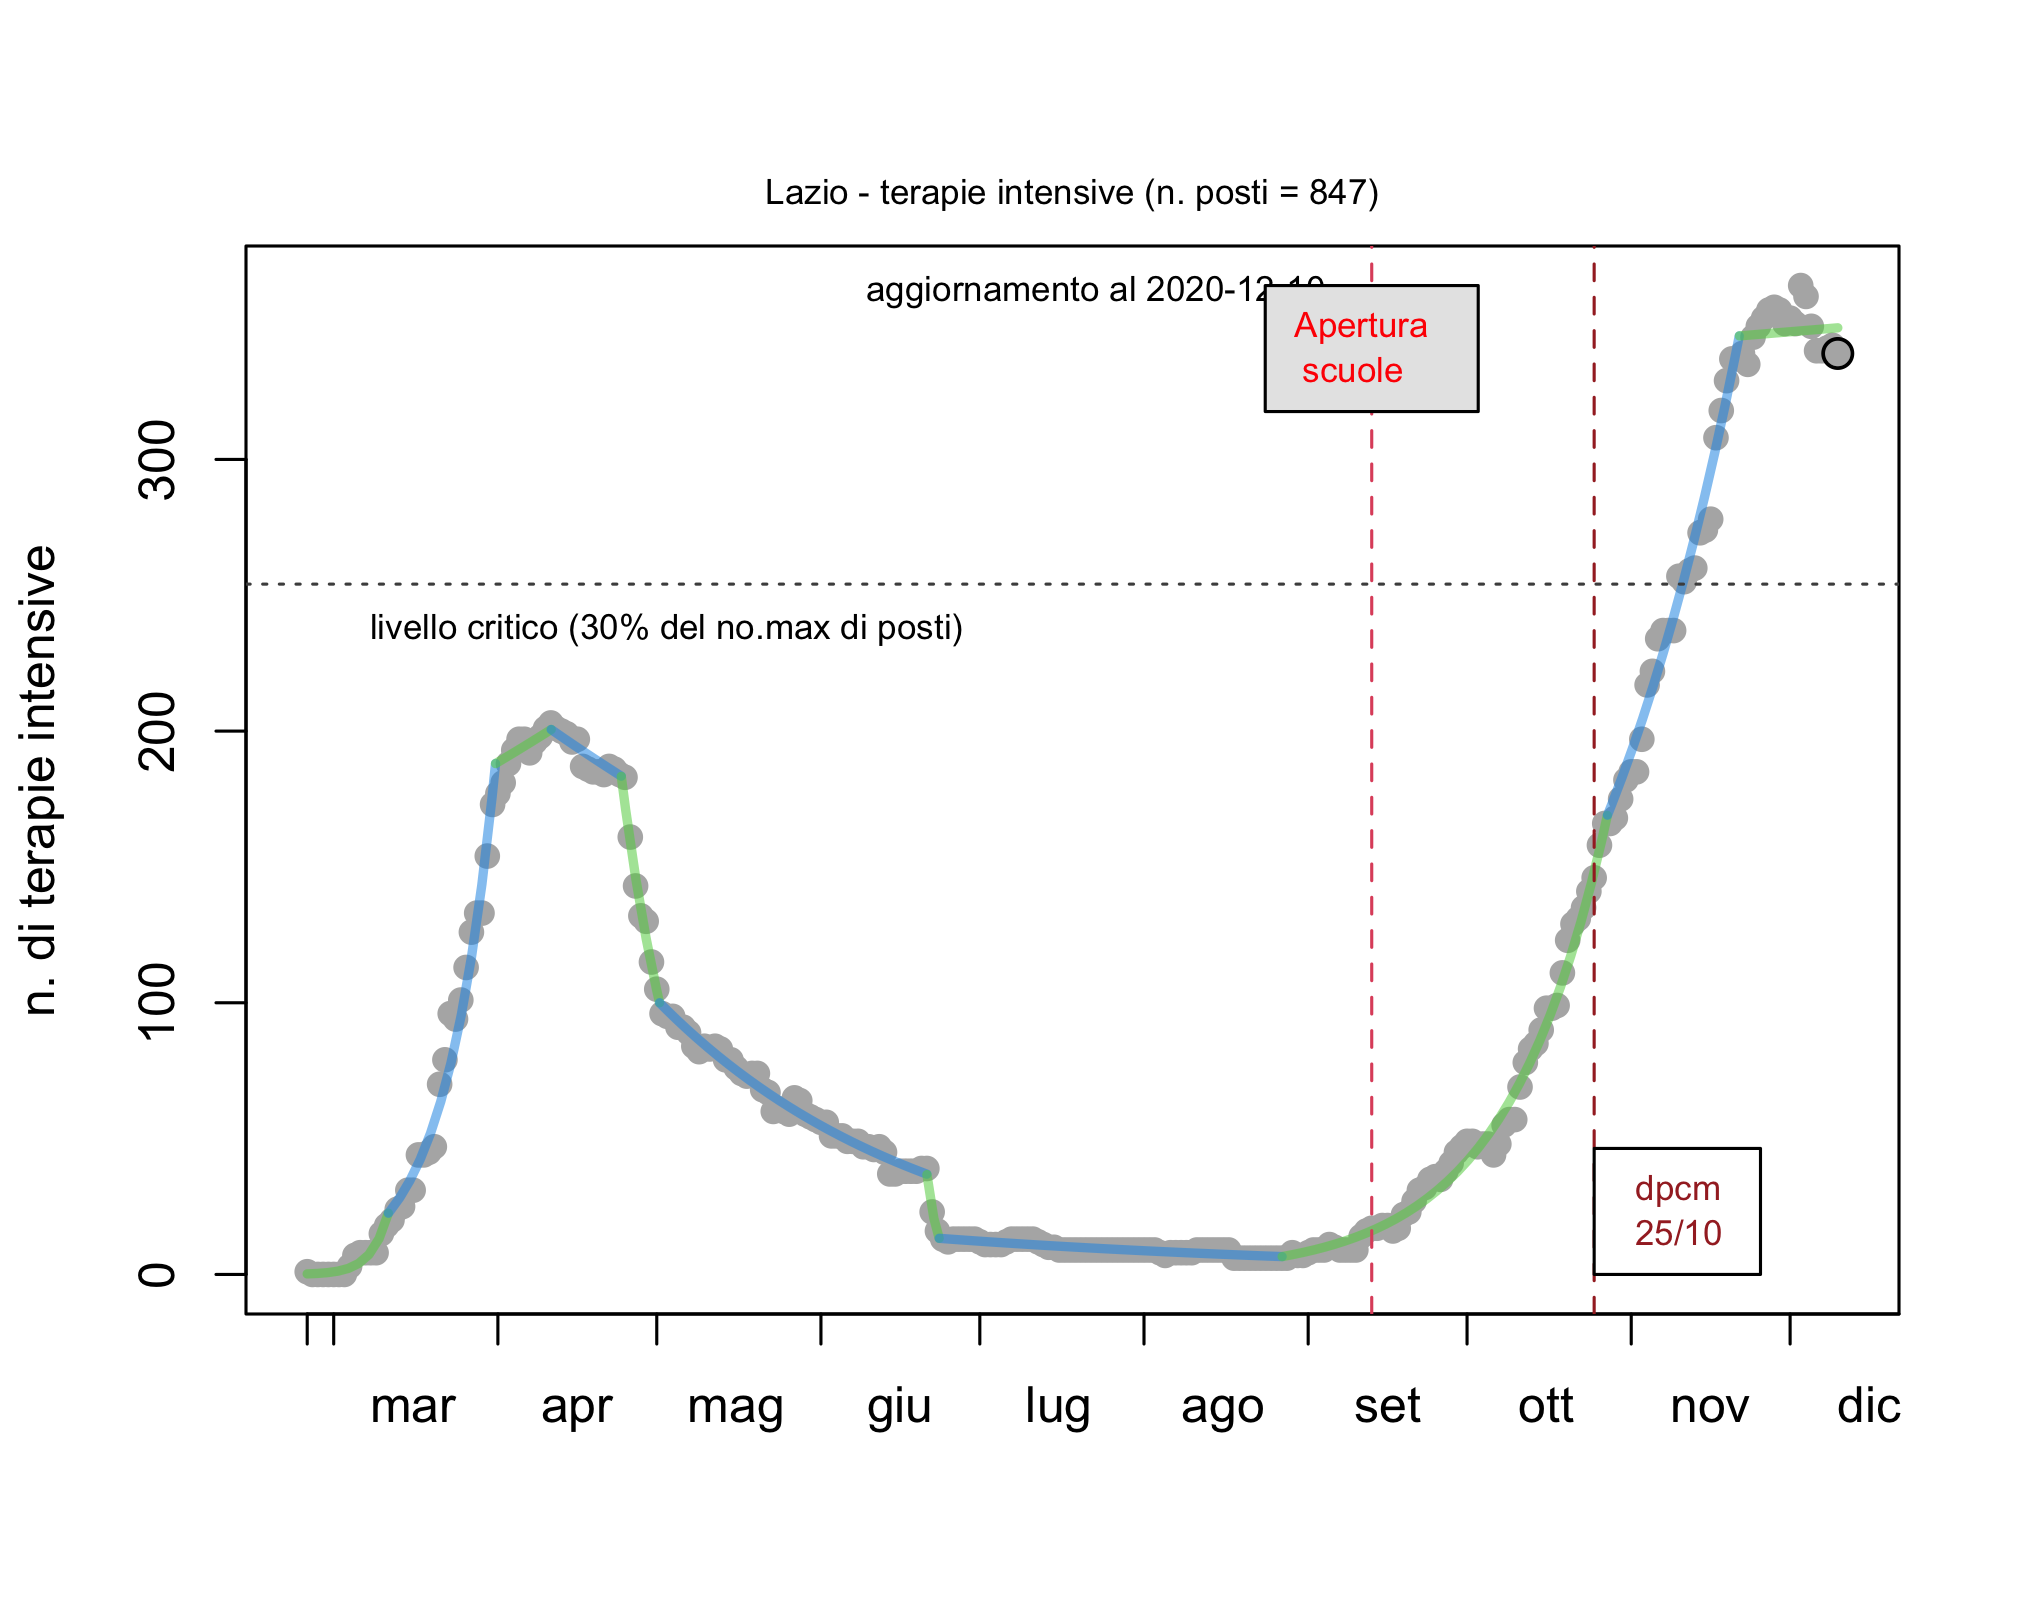 Lazio - terapie intensive (n. posti = 847)
aggiornamento al 2020-12-10
Apertura
scuole
livello critico (30% del no.max di posti)
n. di terapie intensive
300
200
100
0
dpcm
25/10
mar apr mag giu lug ago set ott nov dic